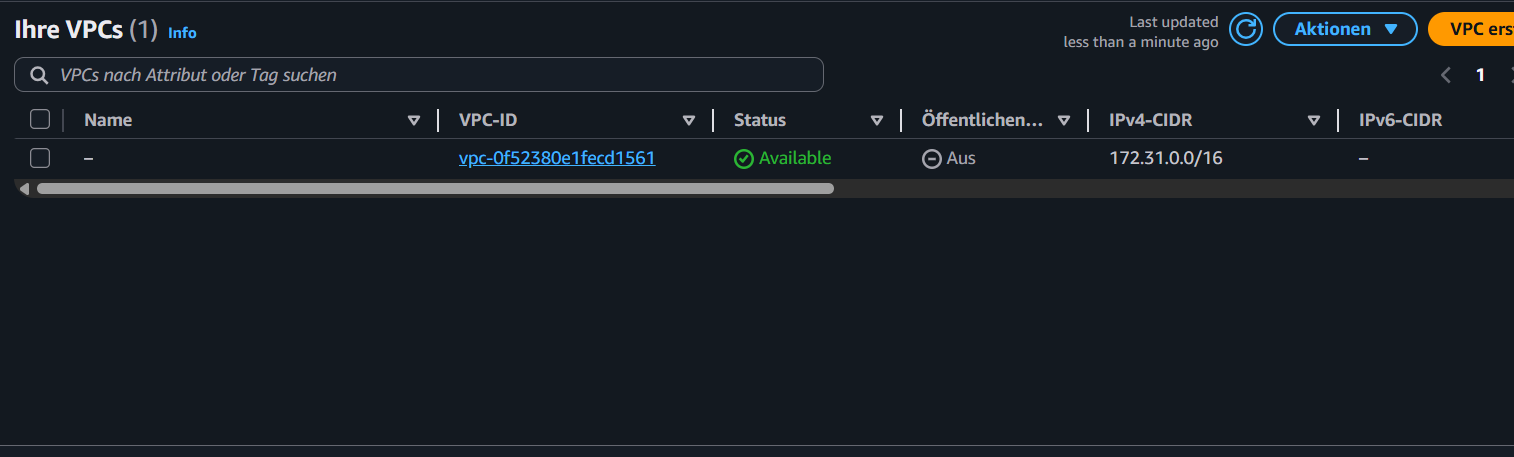 Ihre VPCs (1) Info
Last updated
less than a minute ago
Aktionen
VPC ers
VPCs nach Attribut oder Tag suchen
1
Name VPC-ID Status Öffentlichen... IPv4-CIDR IPv6-CIDR
– vpc-0f52380e1fecd1561 Available Aus 172.31.0.0/16 –